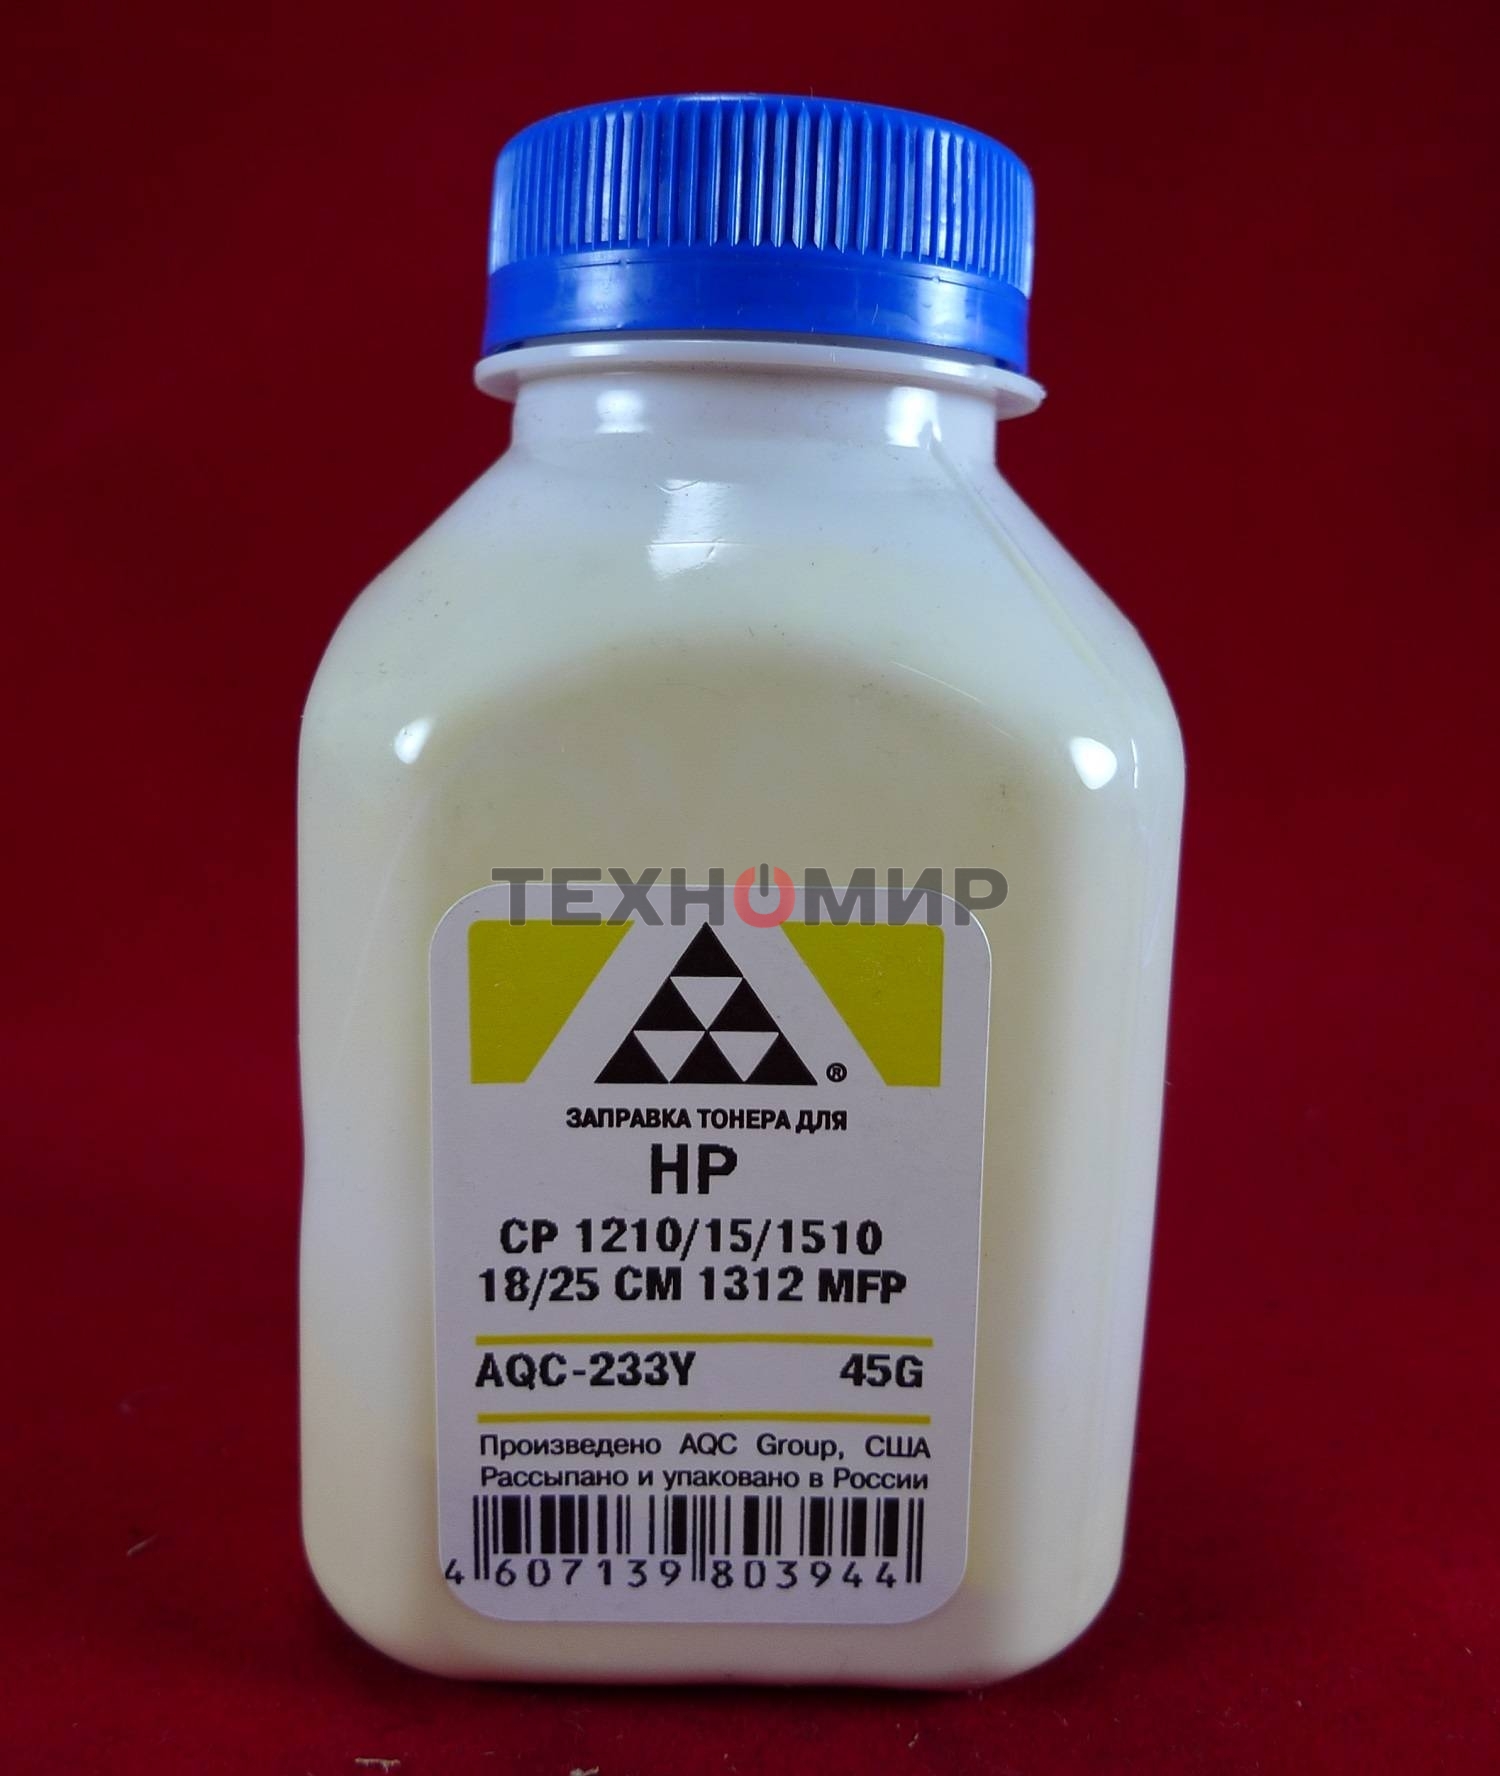 ТЕХНОМИР
®
ЗАПРАВКА ТОНЕРА ДЛЯ
HP
CP 1210/15/1510
18/25 CM 1312 MFP
AQC-233Y 45G
Произведено AQC Group, США
Рассыпано и упаковано в России
4 607139 803944